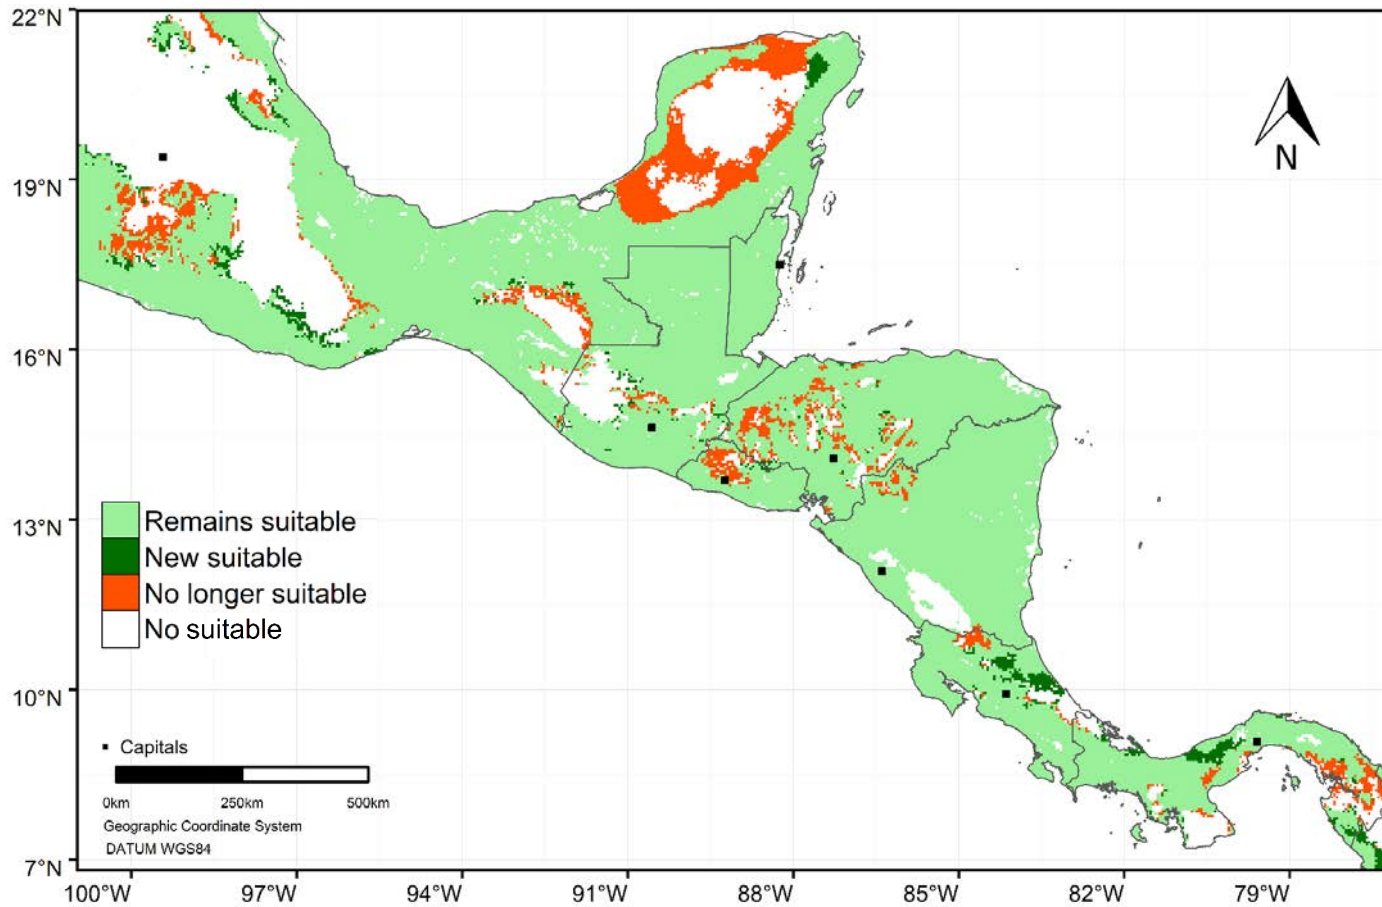 22°N
19°N
16°N
13°N
10°N
7°N
N
Remains suitable
New suitable
No longer suitable
No suitable
Capitals
0km 250km 500km
Geographic Coordinate System
DATUM WGS84
100°W 97°W 94°W 91°W 88°W 85°W 82°W 79°W